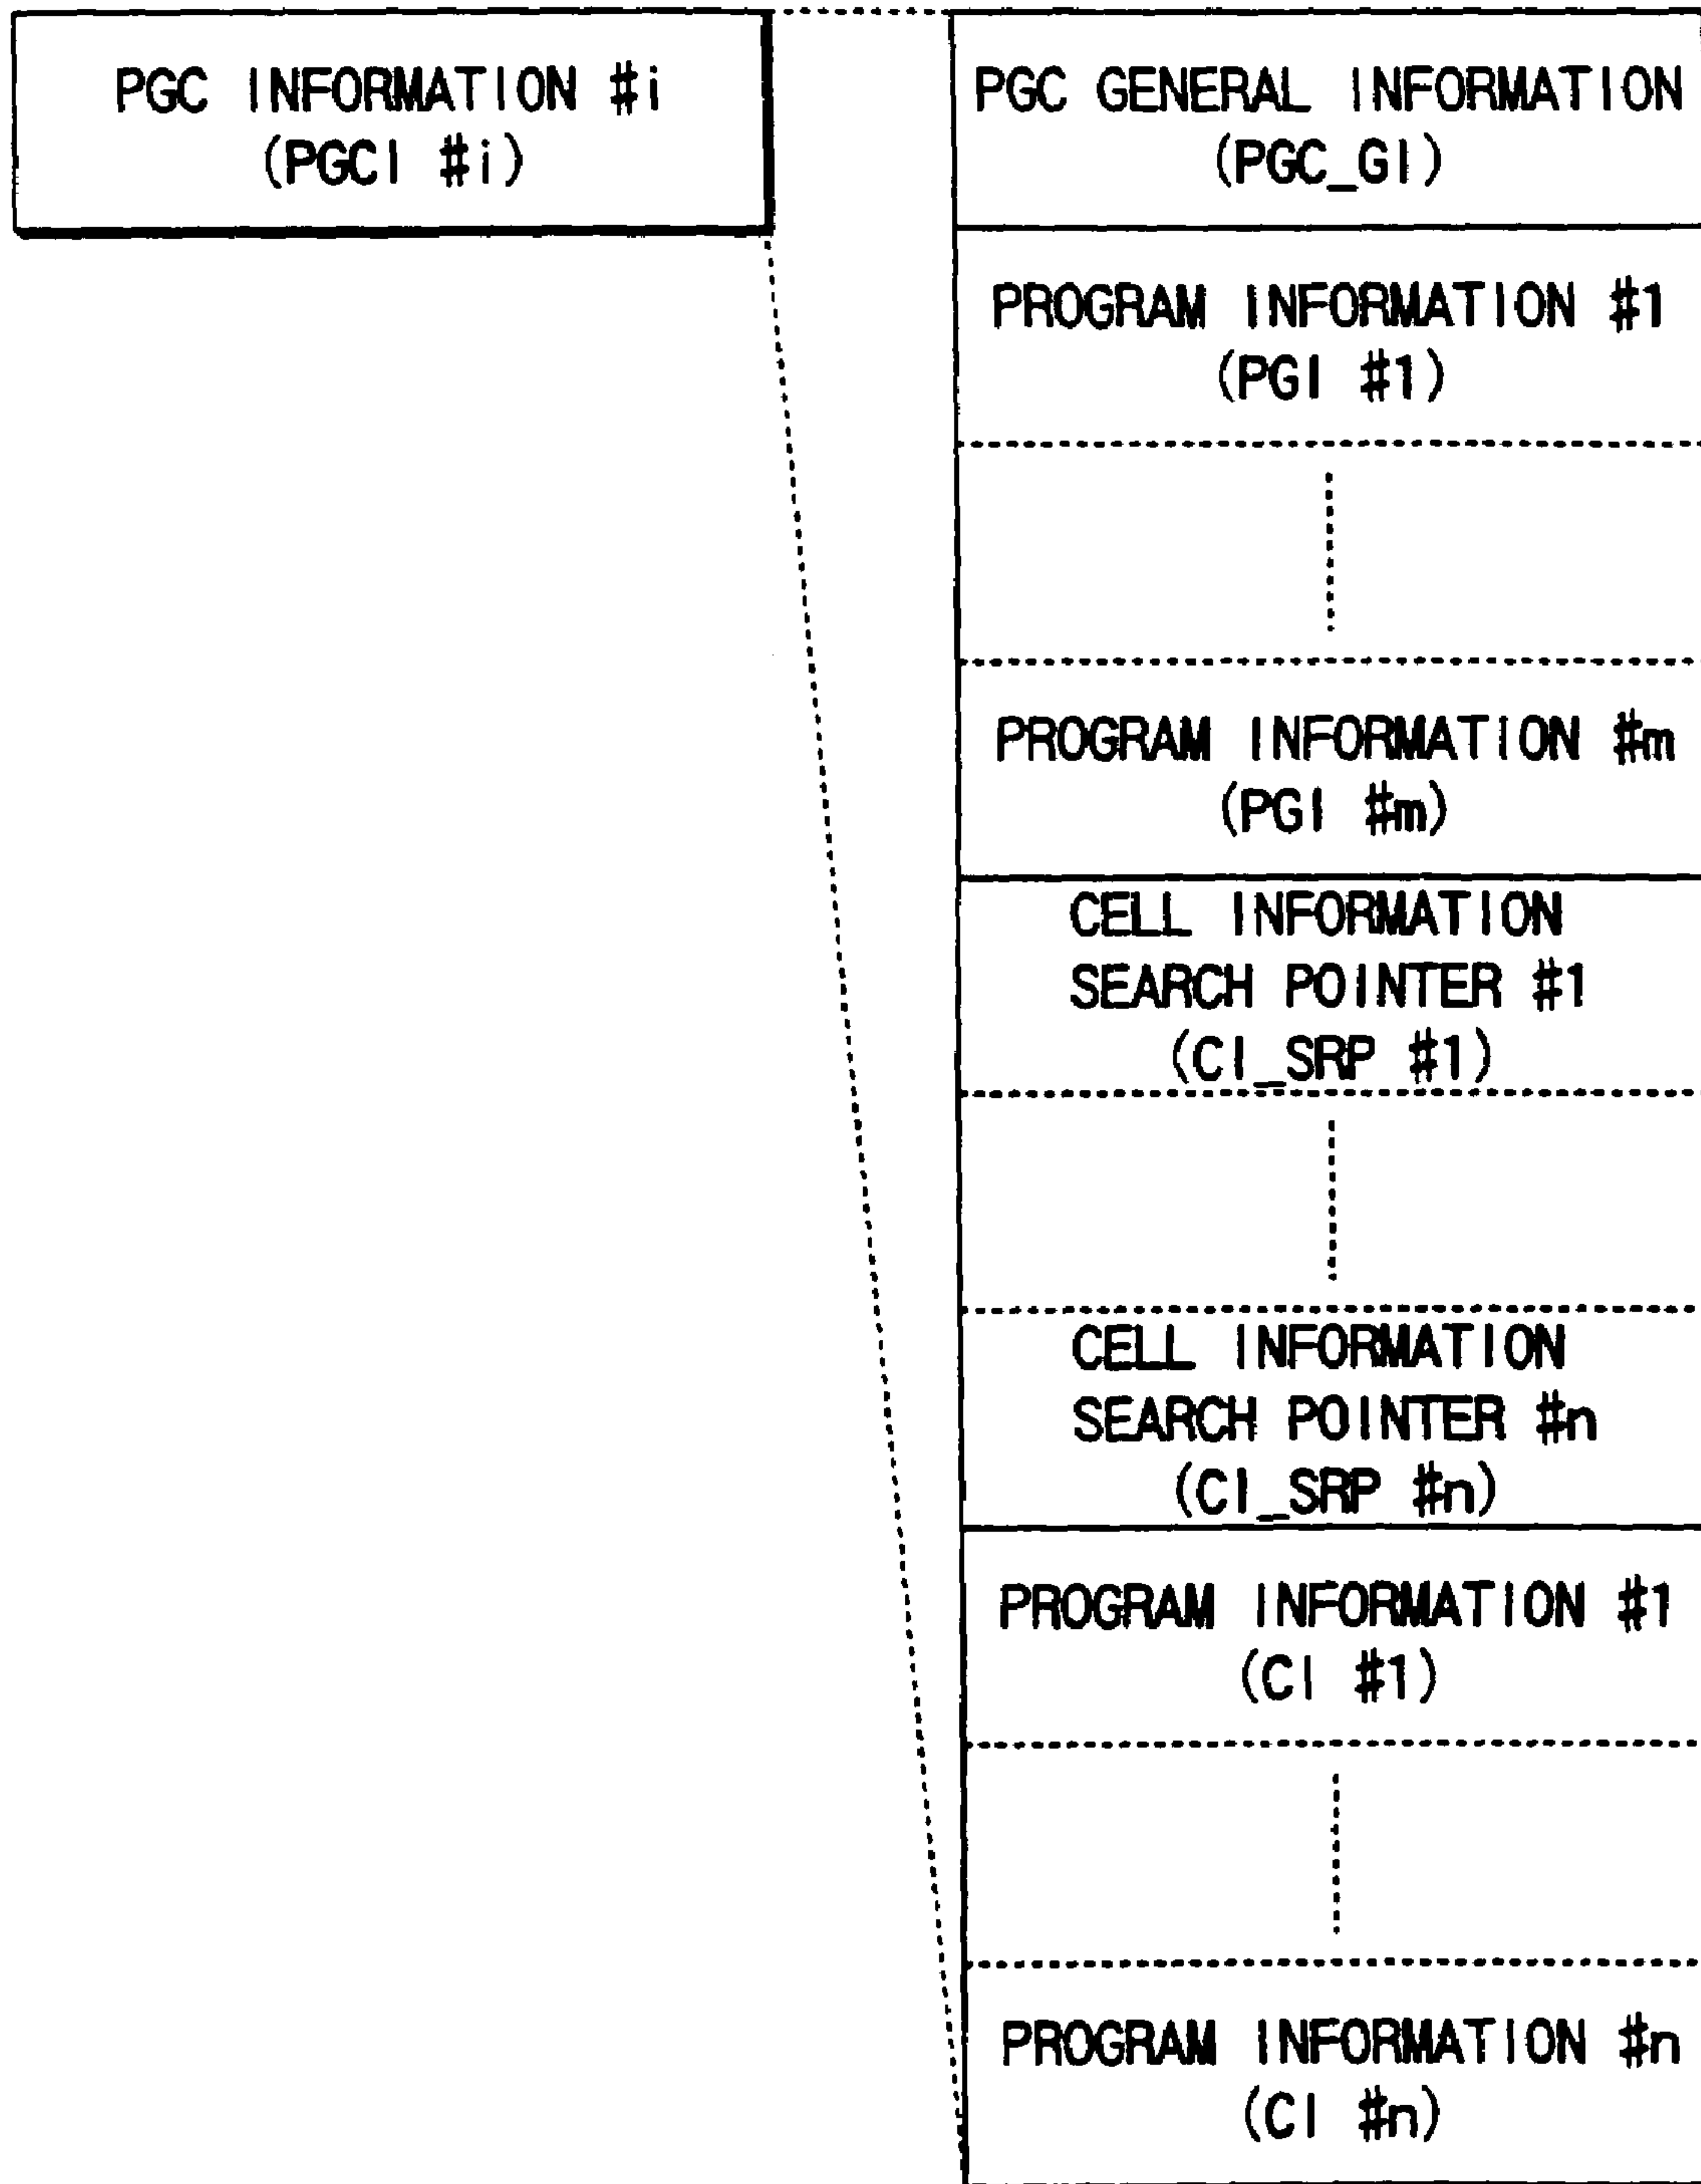 PGC INFORMATION #i
(PGCI #i)
PGC GENERAL INFORMATION
(PGC_GI)
PROGRAM INFORMATION #1
(PGI #1)
PROGRAM INFORMATION #m
(PGI #m)
CELL INFORMATION
SEARCH POINTER #1
(CI_SRP #1)
CELL INFORMATION
SEARCH POINTER #n
(CI_SRP #n)
PROGRAM INFORMATION #1
(CI #1)
PROGRAM INFORMATION #n
(CI #n)